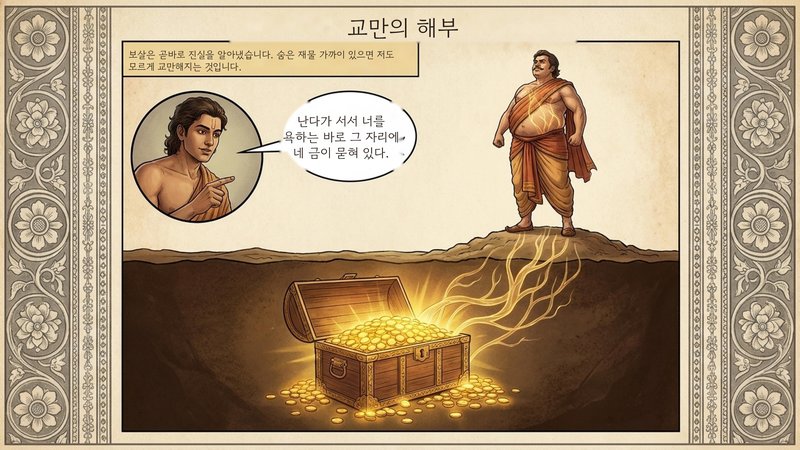 교만의 해부
보살은 곧바로 진실을 알아냈습니다. 숨은 재물 가까이 있으면 저도
모르게 교만해지는 것입니다.
난다가 서서 너를
욕하는 바로 그 자리에
네 금이 묻혀 있다.